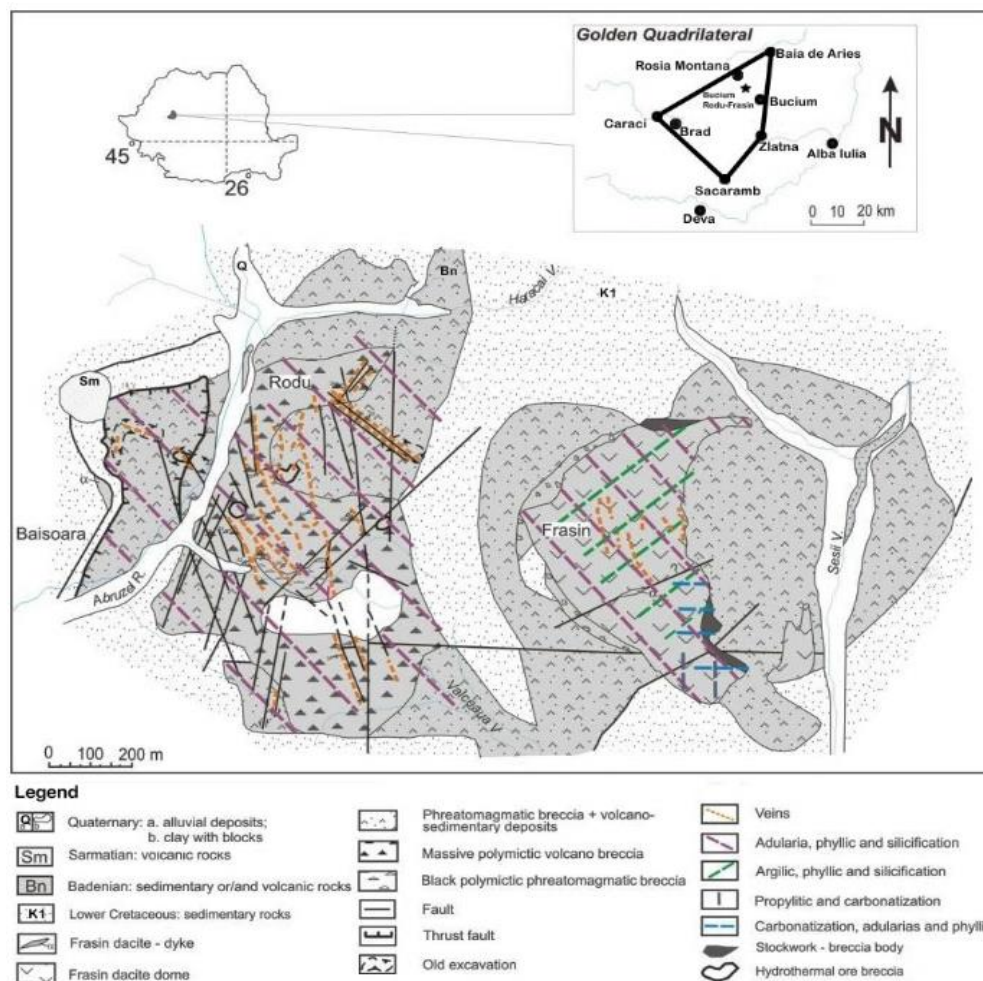 Golden Quadrilateral
Baia de Aries
Rosia Montana
Bucium
Rodu-Frasin
Bucium
Caraci
Brad
Zlatna
Alba Iulia
N
Sacaramb
Deva
0 10 20 km
45°
26°
Q
Bn
Haracai V.
K1
Sm
Rodu
Baisoara
Frasin
Abruzel R.
Sesii V.
Valceaua V.
0 100 200 m
Legend
Q a b
Quaternary: a. alluvial deposits;
b. clay with blocks
Sm Sarmatian: volcanic rocks
Bn Badenian: sedimentary or/and volcanic rocks
K1 Lower Cretaceous: sedimentary rocks
Frasin dacite - dyke
Frasin dacite dome
Phreatomagmatic breccia + volcano-
sedimentary deposits
Massive polymictic volcano breccia
Black polymictic phreatomagmatic breccia
Fault
Thrust fault
Old excavation
Veins
Adularia, phyllic and silicification
Argilic, phyllic and silicification
Propylitic and carbonatization
Carbonatization, adularias and phylli
Stockwork - breccia body
Hydrothermal ore breccia